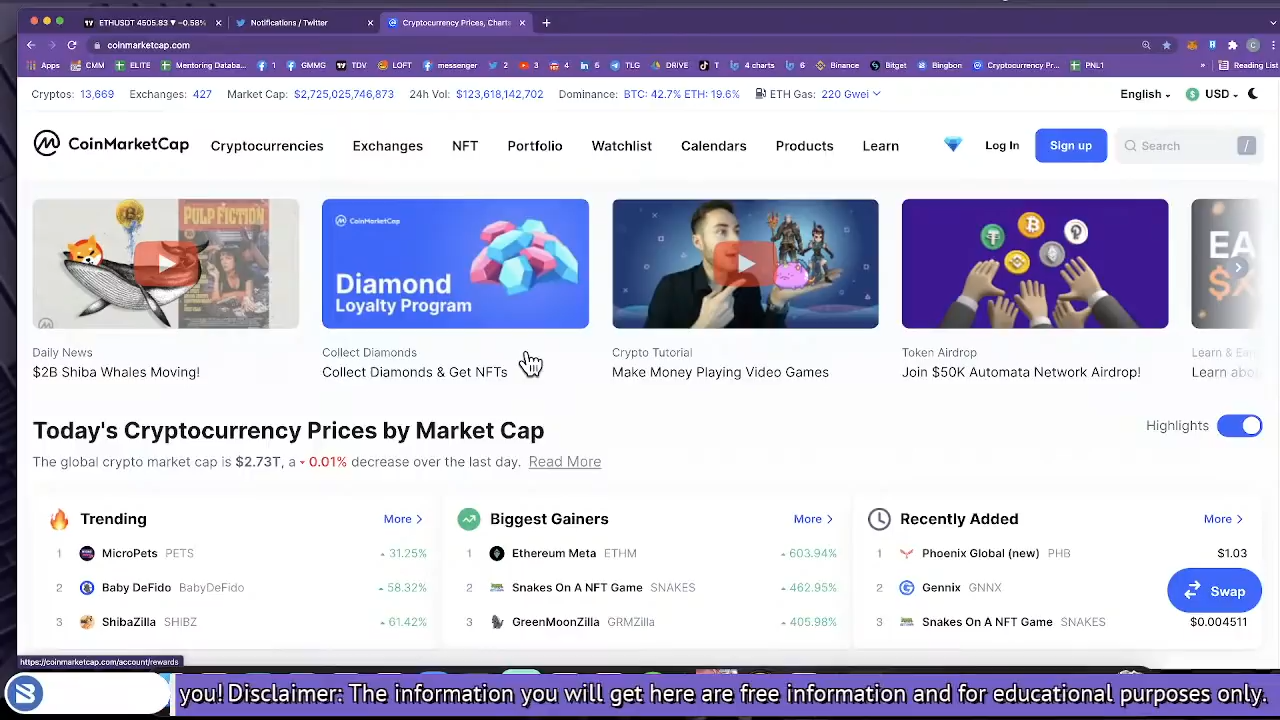 ETHUSDT 4505.83 ▼ −0.58%
Notifications / Twitter
Cryptocurrency Prices, Charts
coinmarketcap.com
Apps CMM ELITE Mentoring Databa... 1 GMMG TDV LOFT messenger 2 3 4 5 TLG DRIVE T 4 charts 6 Binance Bitget Bingbon Cryptocurrency Pr... PNL1 » Reading List
Cryptos: 13,669 Exchanges: 427 Market Cap: $2,725,025,746,873 24h Vol: $123,618,142,702 Dominance: BTC: 42.7% ETH: 19.6% ETH Gas: 220 Gwei English USD
CoinMarketCap Cryptocurrencies Exchanges NFT Portfolio Watchlist Calendars Products Learn Log In Sign up Search /
PULP FICTION
CoinMarketCap
Diamond
Loyalty Program
EA
$X
Daily News
$2B Shiba Whales Moving!
Collect Diamonds
Collect Diamonds & Get NFTs
Crypto Tutorial
Make Money Playing Video Games
Token Airdrop
Join $50K Automata Network Airdrop!
Learn & Ear
Learn abo
Today's Cryptocurrency Prices by Market Cap
Highlights
The global crypto market cap is $2.73T, a 0.01% decrease over the last day. Read More
Trending More
1 MicroPets PETS 31.25%
2 Baby DeFido BabyDeFido 58.32%
3 ShibaZilla SHIBZ 61.42%
Biggest Gainers More
1 Ethereum Meta ETHM 603.94%
2 Snakes On A NFT Game SNAKES 462.95%
3 GreenMoonZilla GRMZilla 405.98%
Recently Added More
1 Phoenix Global (new) PHB $1.03
2 Gennix GNNX
3 Snakes On A NFT Game SNAKES $0.004511
Swap
https://coinmarketcap.com/account/rewards
you! Disclaimer: The information you will get here are free information and for educational purposes only.